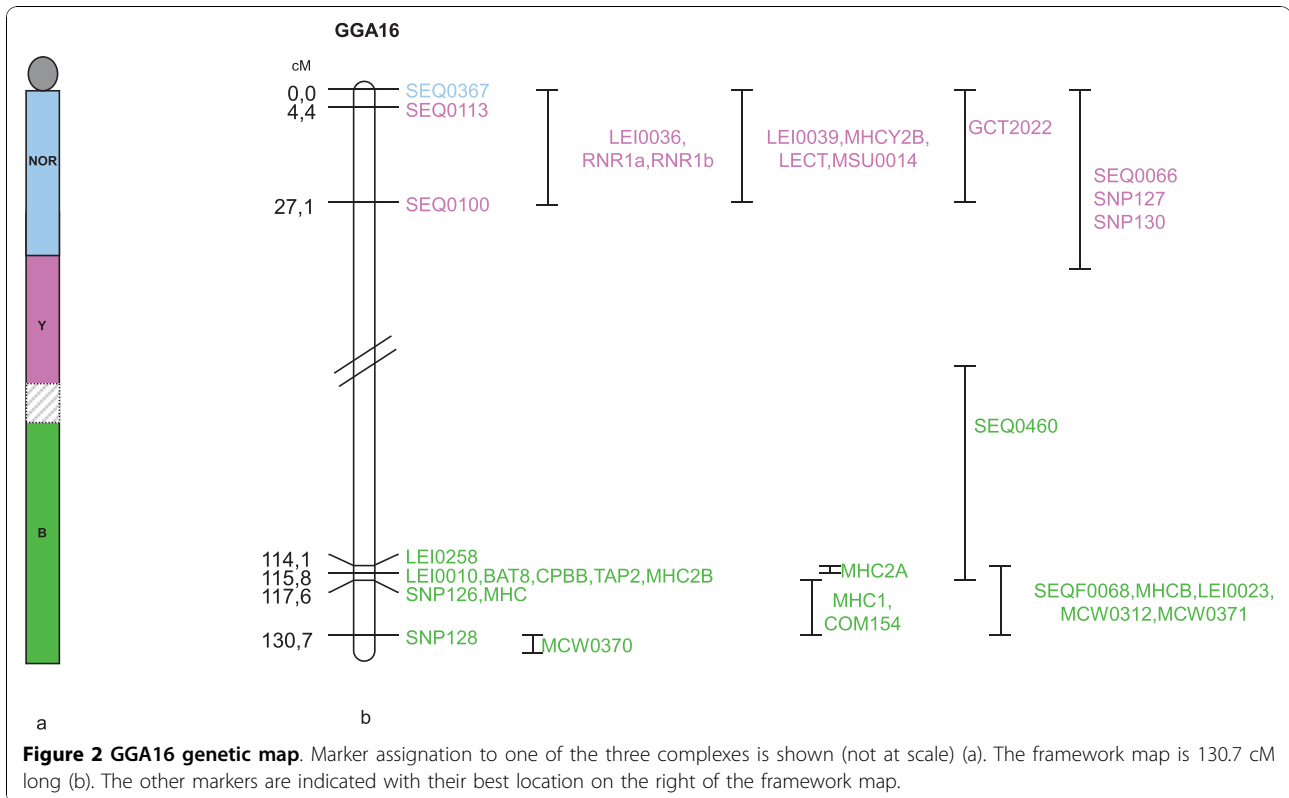 GGA16
cM
NOR
Y
B
0,0
4,4
27,1
114,1
115,8
117,6
130,7
SEQ0367
SEQ0113
SEQ0100
LEI0258
LEI0010,BAT8,CPBB,TAP2,MHC2B
SNP126,MHC
SNP128
LEI0036,
RNR1a,RNR1b
LEI0039,MHCY2B,
LECT,MSU0014
GCT2022
SEQ0066
SNP127
SNP130
SEQ0460
MHC2A
MHC1,
COM154
SEQF0068,MHCB,LEI0023,
MCW0312,MCW0371
MCW0370
a
b
Figure 2 GGA16 genetic map. Marker assignation to one of the three complexes is shown (not at scale) (a). The framework map is 130.7 cM
long (b). The other markers are indicated with their best location on the right of the framework map.